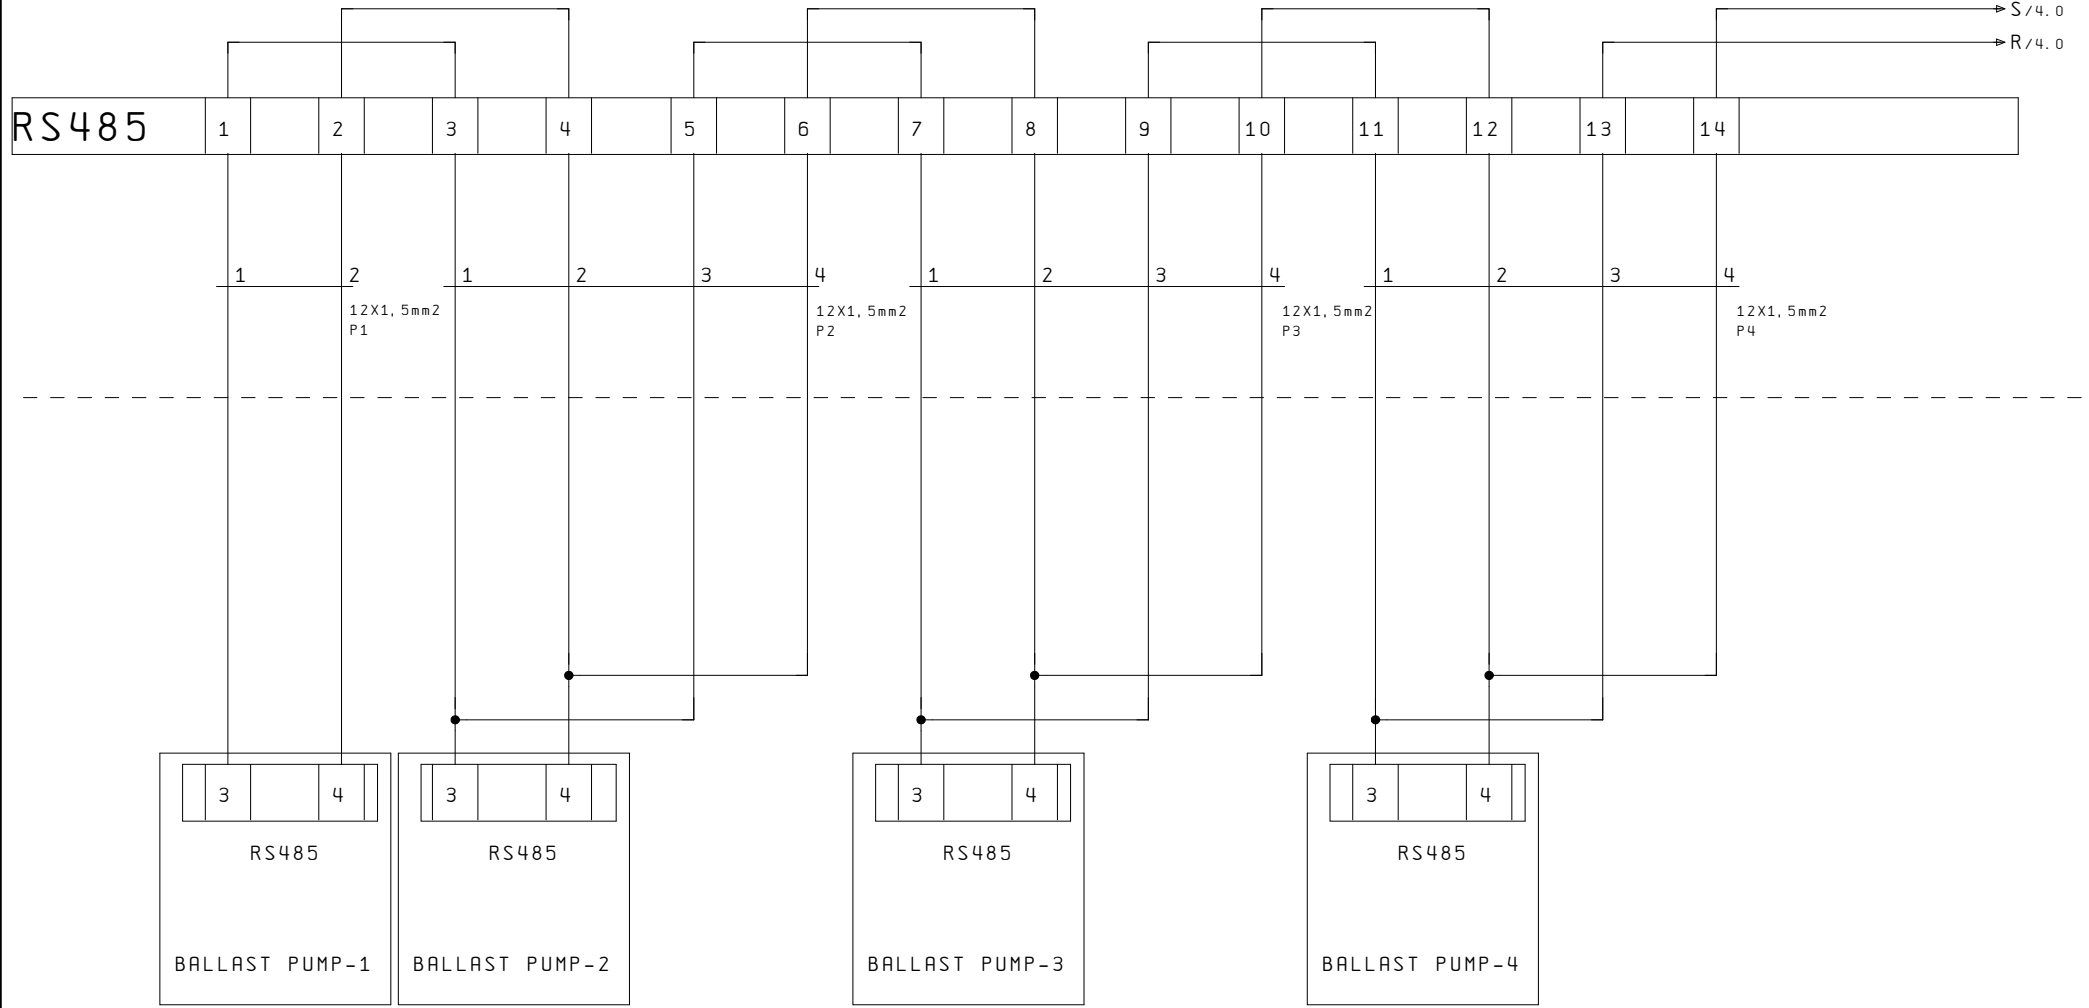 S/4.0
R/4.0
RS485 1 2 3 4 5 6 7 8 9 10 11 12 13 14
1 2 1 2 3 4 1 2 3 4 1 2 3 4
12X1,5mm2 12X1,5mm2 12X1,5mm2 12X1,5mm2
P1 P2 P3 P4
3 4 3 4 3 4 3 4
RS485 RS485 RS485 RS485
BALLAST PUMP-1 BALLAST PUMP-2 BALLAST PUMP-3 BALLAST PUMP-4